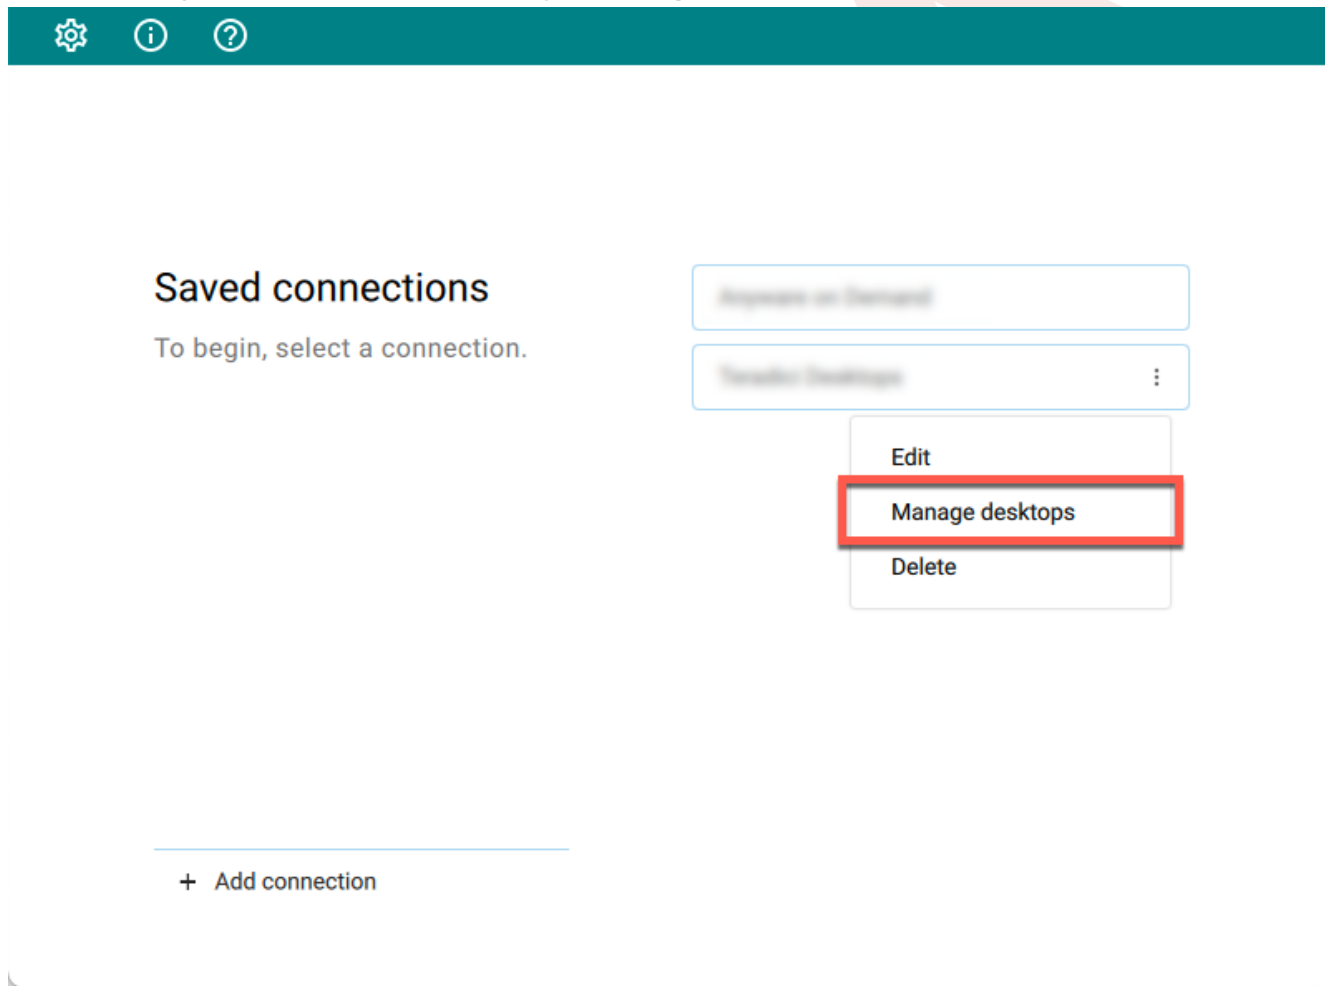 Saved connections
To begin, select a connection.
Edit
Manage desktops
Delete
+ Add connection